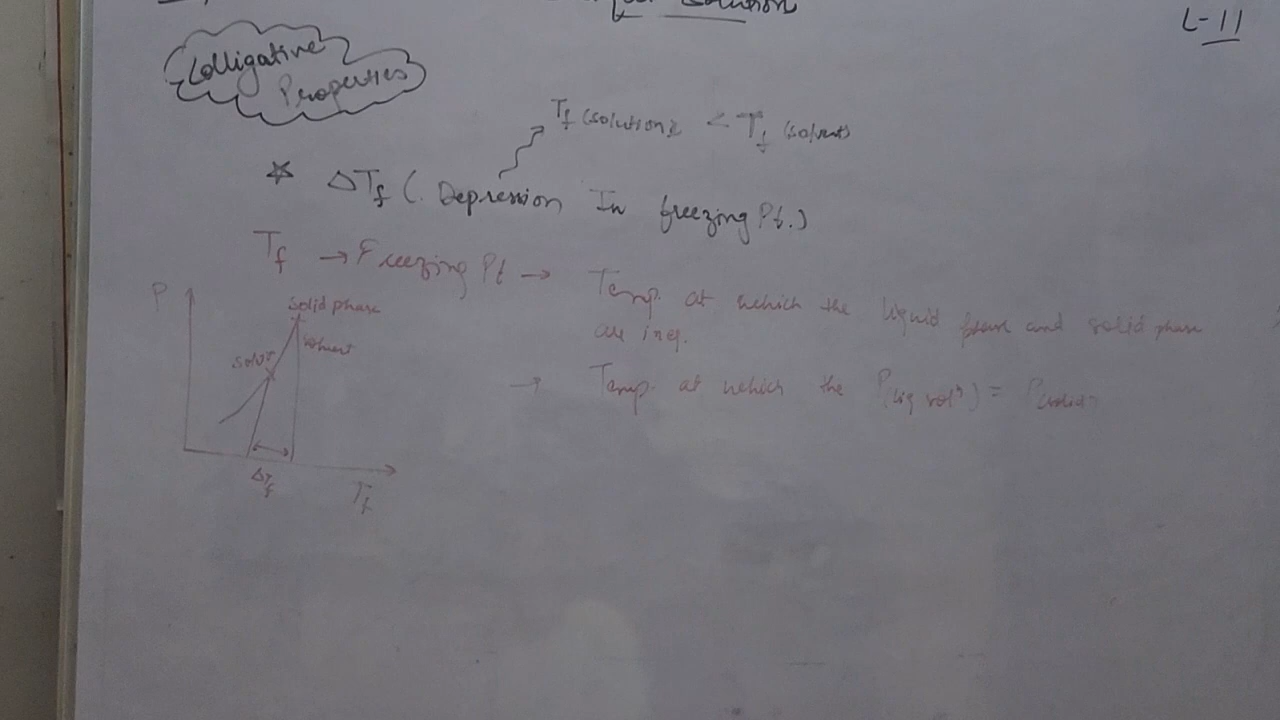 Solution
L-11
Colligative
Properties
Tf (solution) < Tf (solvent)
☆ ΔTf (Depression In freezing Pt.)
Tf → Freezing Pt → Temp. at which the liquid phase and solid phase
are in eq.
→ Temp. at which the P(liq solⁿ) = P(solid)
P
solid phase
solvent
solⁿ
ΔTf
Tf